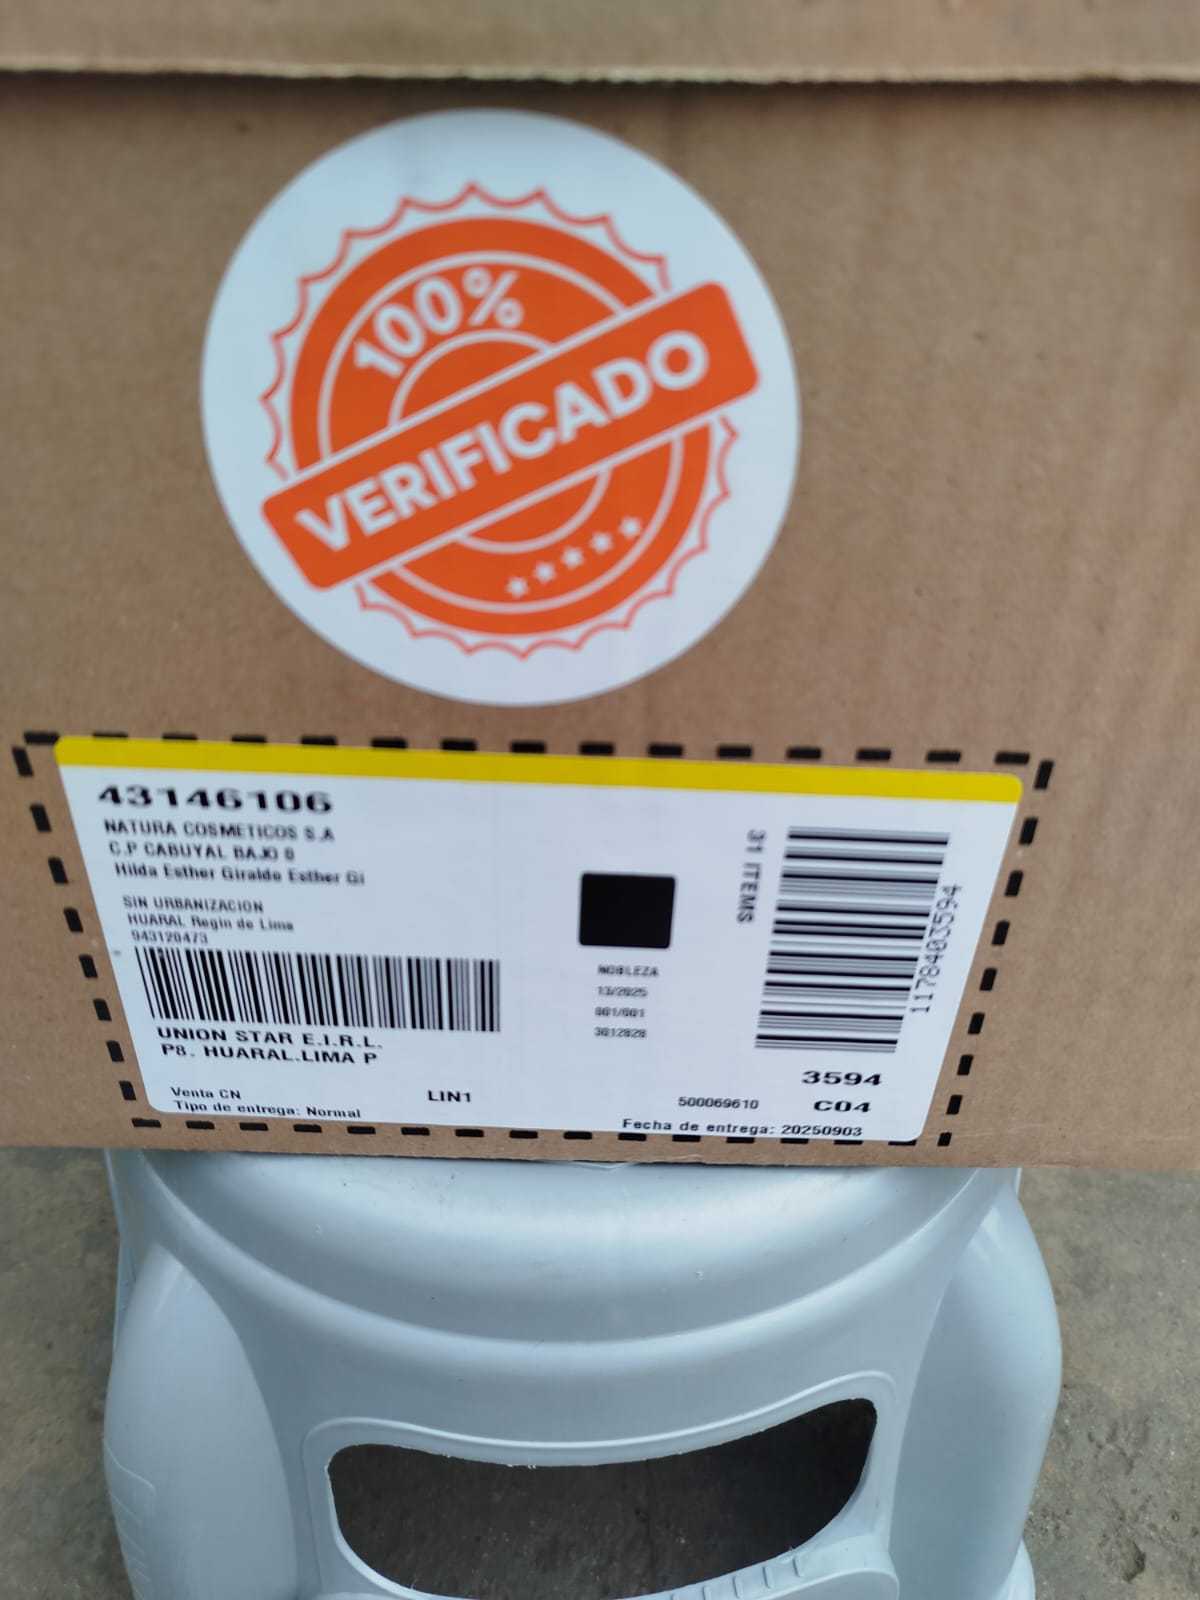 100%
VERIFICADO
43146106
NATURA COSMETICOS S.A
C.P CABUYAL BAJO 8
Hilda Esther Giraldo Esther Gi
SIN URBANIZACION
HUARAL Regin de Lima
943120473
UNION STAR E.I.R.L.
P8. HUARAL.LIMA P
Venta CN
Tipo de entrega: Normal
LIN1
NOBLEZA
13/2025
001/001
3012828
31 ITEMS
1178403594
3594
500069610
C04
Fecha de entrega: 20250903